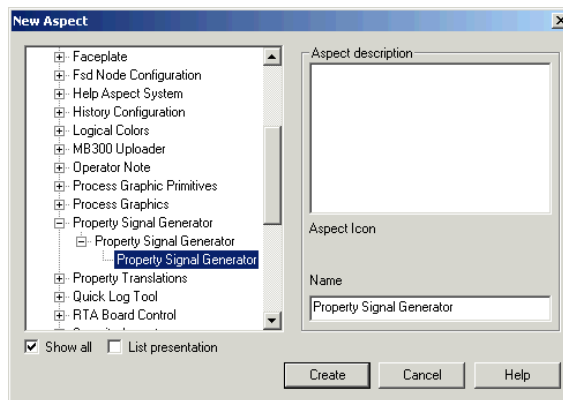 New Aspect
Faceplate
Fsd Node Configuration
Help Aspect System
History Configuration
Logical Colors
MB300 Uploader
Operator Note
Process Graphic Primitives
Process Graphics
Property Signal Generator
Property Signal Generator
Property Signal Generator
Property Translations
Quick Log Tool
RTA Board Control
Show all
List presentation
Aspect description
Aspect Icon
Name
Property Signal Generator
Create
Cancel
Help